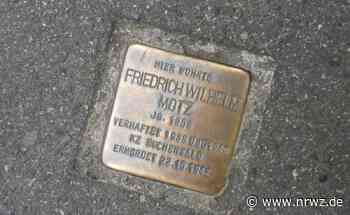 HIER WOHNTE
FRIEDRICH WILHELM
MOTZ
JG.
VERHAFTET
KZ BUCHENWALD
ERMORDET
© www.nrwz.de